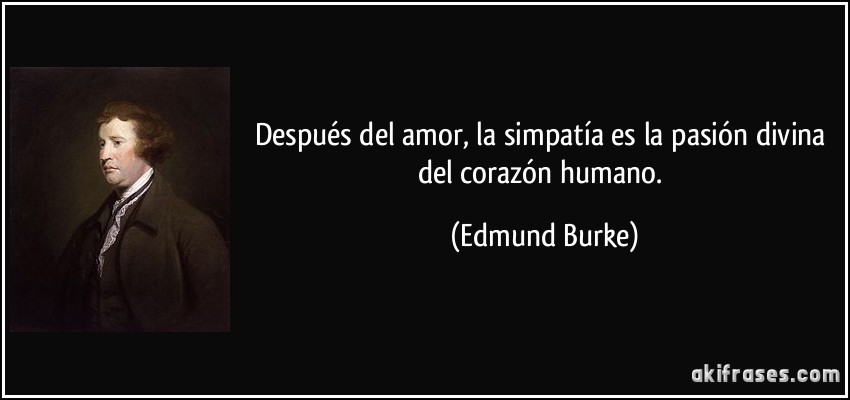 Después del amor, la simpatía es la pasión divina
del corazón humano.
(Edmund Burke)
akifrases.com